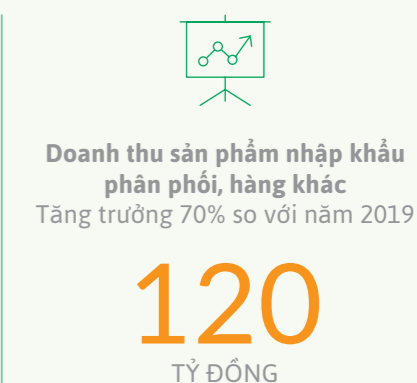 Doanh thu sản phẩm nhập khẩu
phân phối, hàng khác
Tăng trưởng 70% so với năm 2019
120
TỶ ĐỒNG